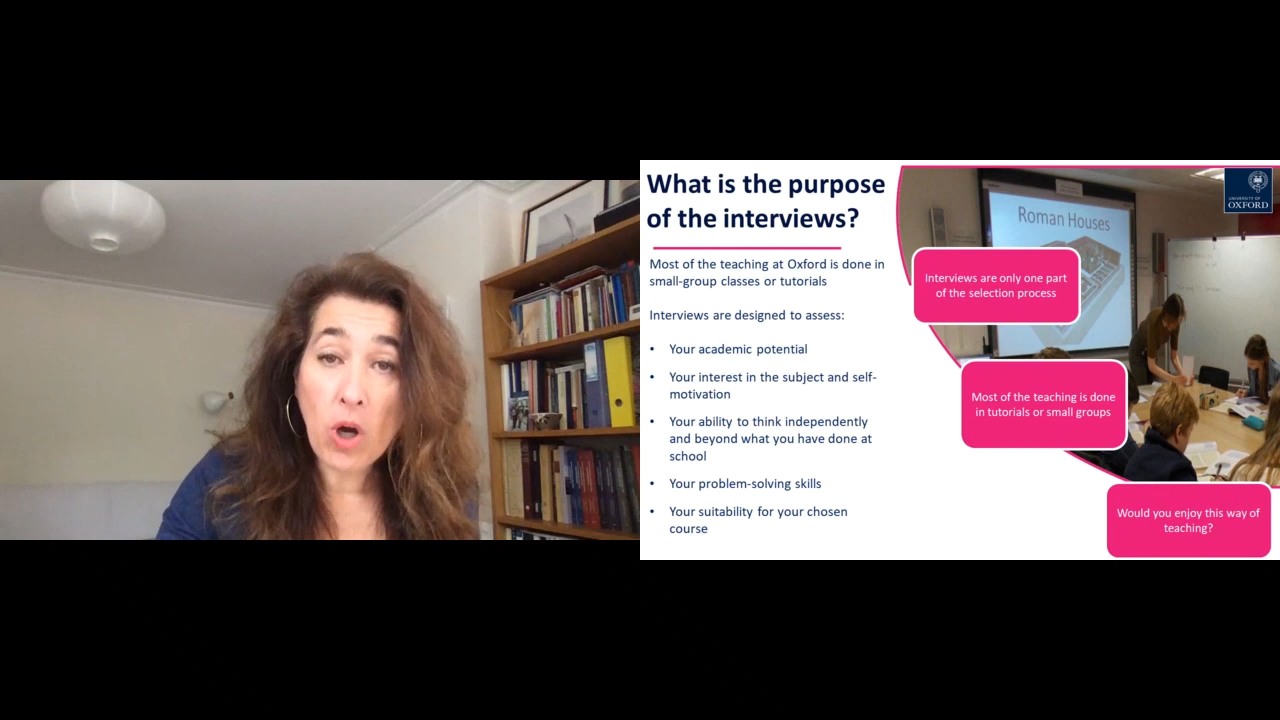 What is the purpose
of the interviews?
Most of the teaching at Oxford is done in
small-group classes or tutorials
Interviews are designed to assess:
• Your academic potential
• Your interest in the subject and self-
motivation
• Your ability to think independently
and beyond what you have done at
school
• Your problem-solving skills
• Your suitability for your chosen
course
Roman Houses
UNIVERSITY OF
OXFORD
Interviews are only one part
of the selection process
Most of the teaching is done
in tutorials or small groups
Would you enjoy this way of
teaching?